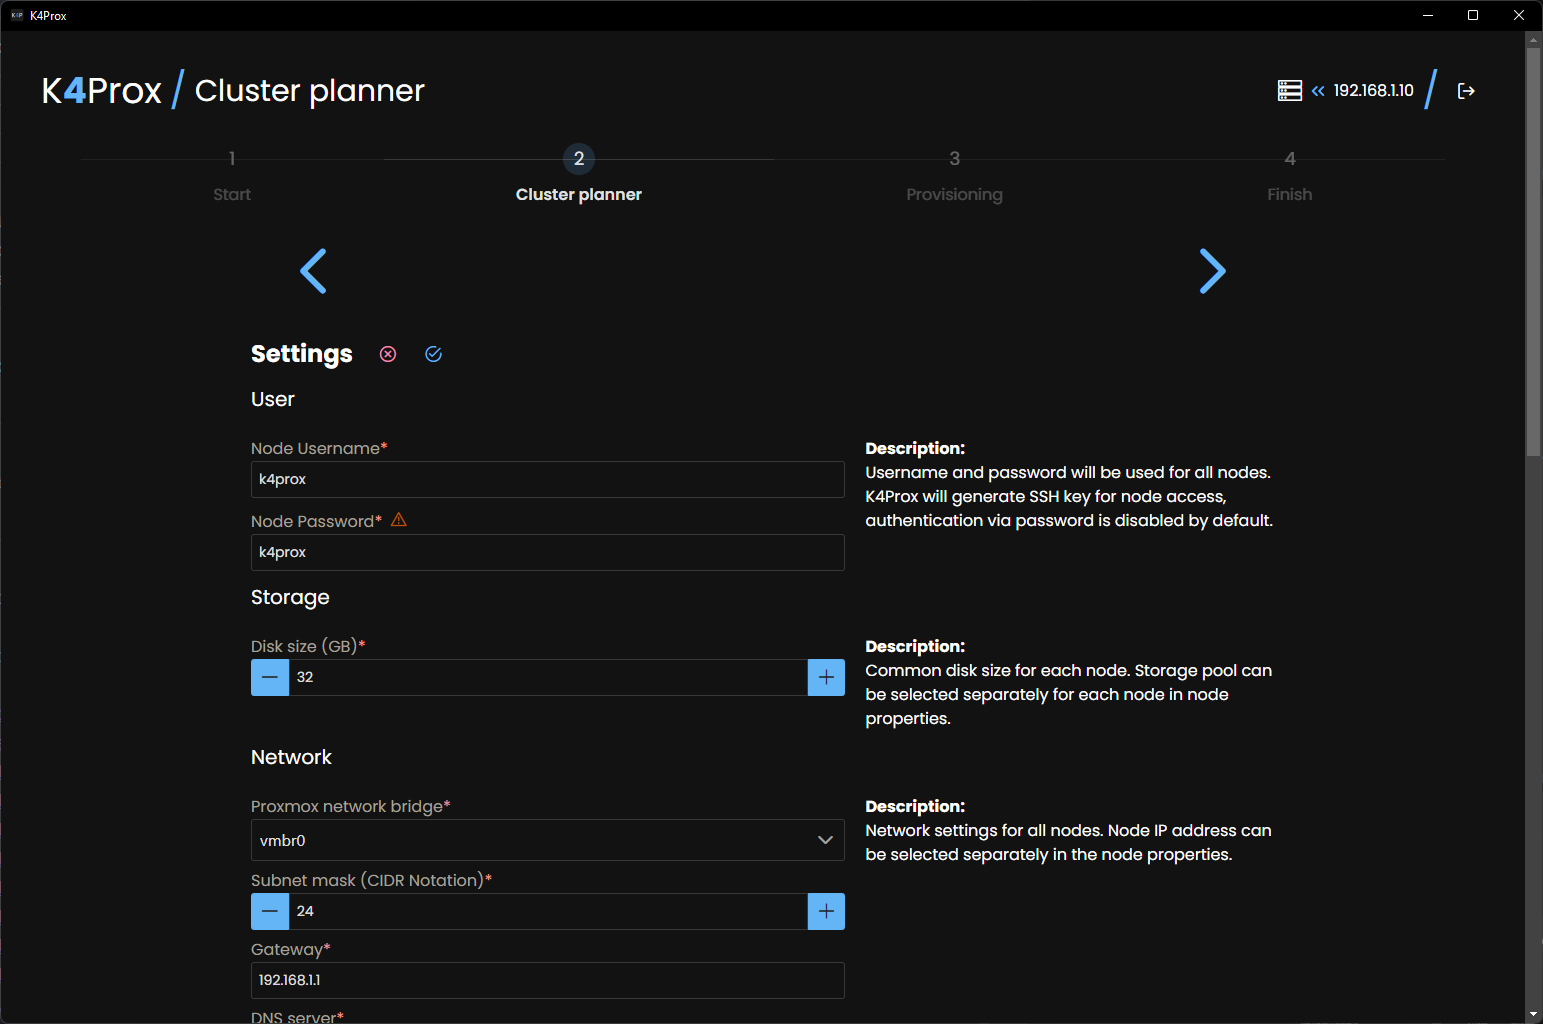 K4P K4Prox
K4Prox / Cluster planner
« 192.168.1.10 /
1 2 3 4
Start Cluster planner Provisioning Finish
Settings
User
Node Username*
k4prox
Node Password*
k4prox
Description:
Username and password will be used for all nodes.
K4Prox will generate SSH key for node access,
authentication via password is disabled by default.
Storage
Disk size (GB)*
32
Description:
Common disk size for each node. Storage pool can
be selected separately for each node in node
properties.
Network
Proxmox network bridge*
vmbr0
Subnet mask (CIDR Notation)*
24
Gateway*
192.168.1.1
DNS server*
Description:
Network settings for all nodes. Node IP address can
be selected separately in the node properties.